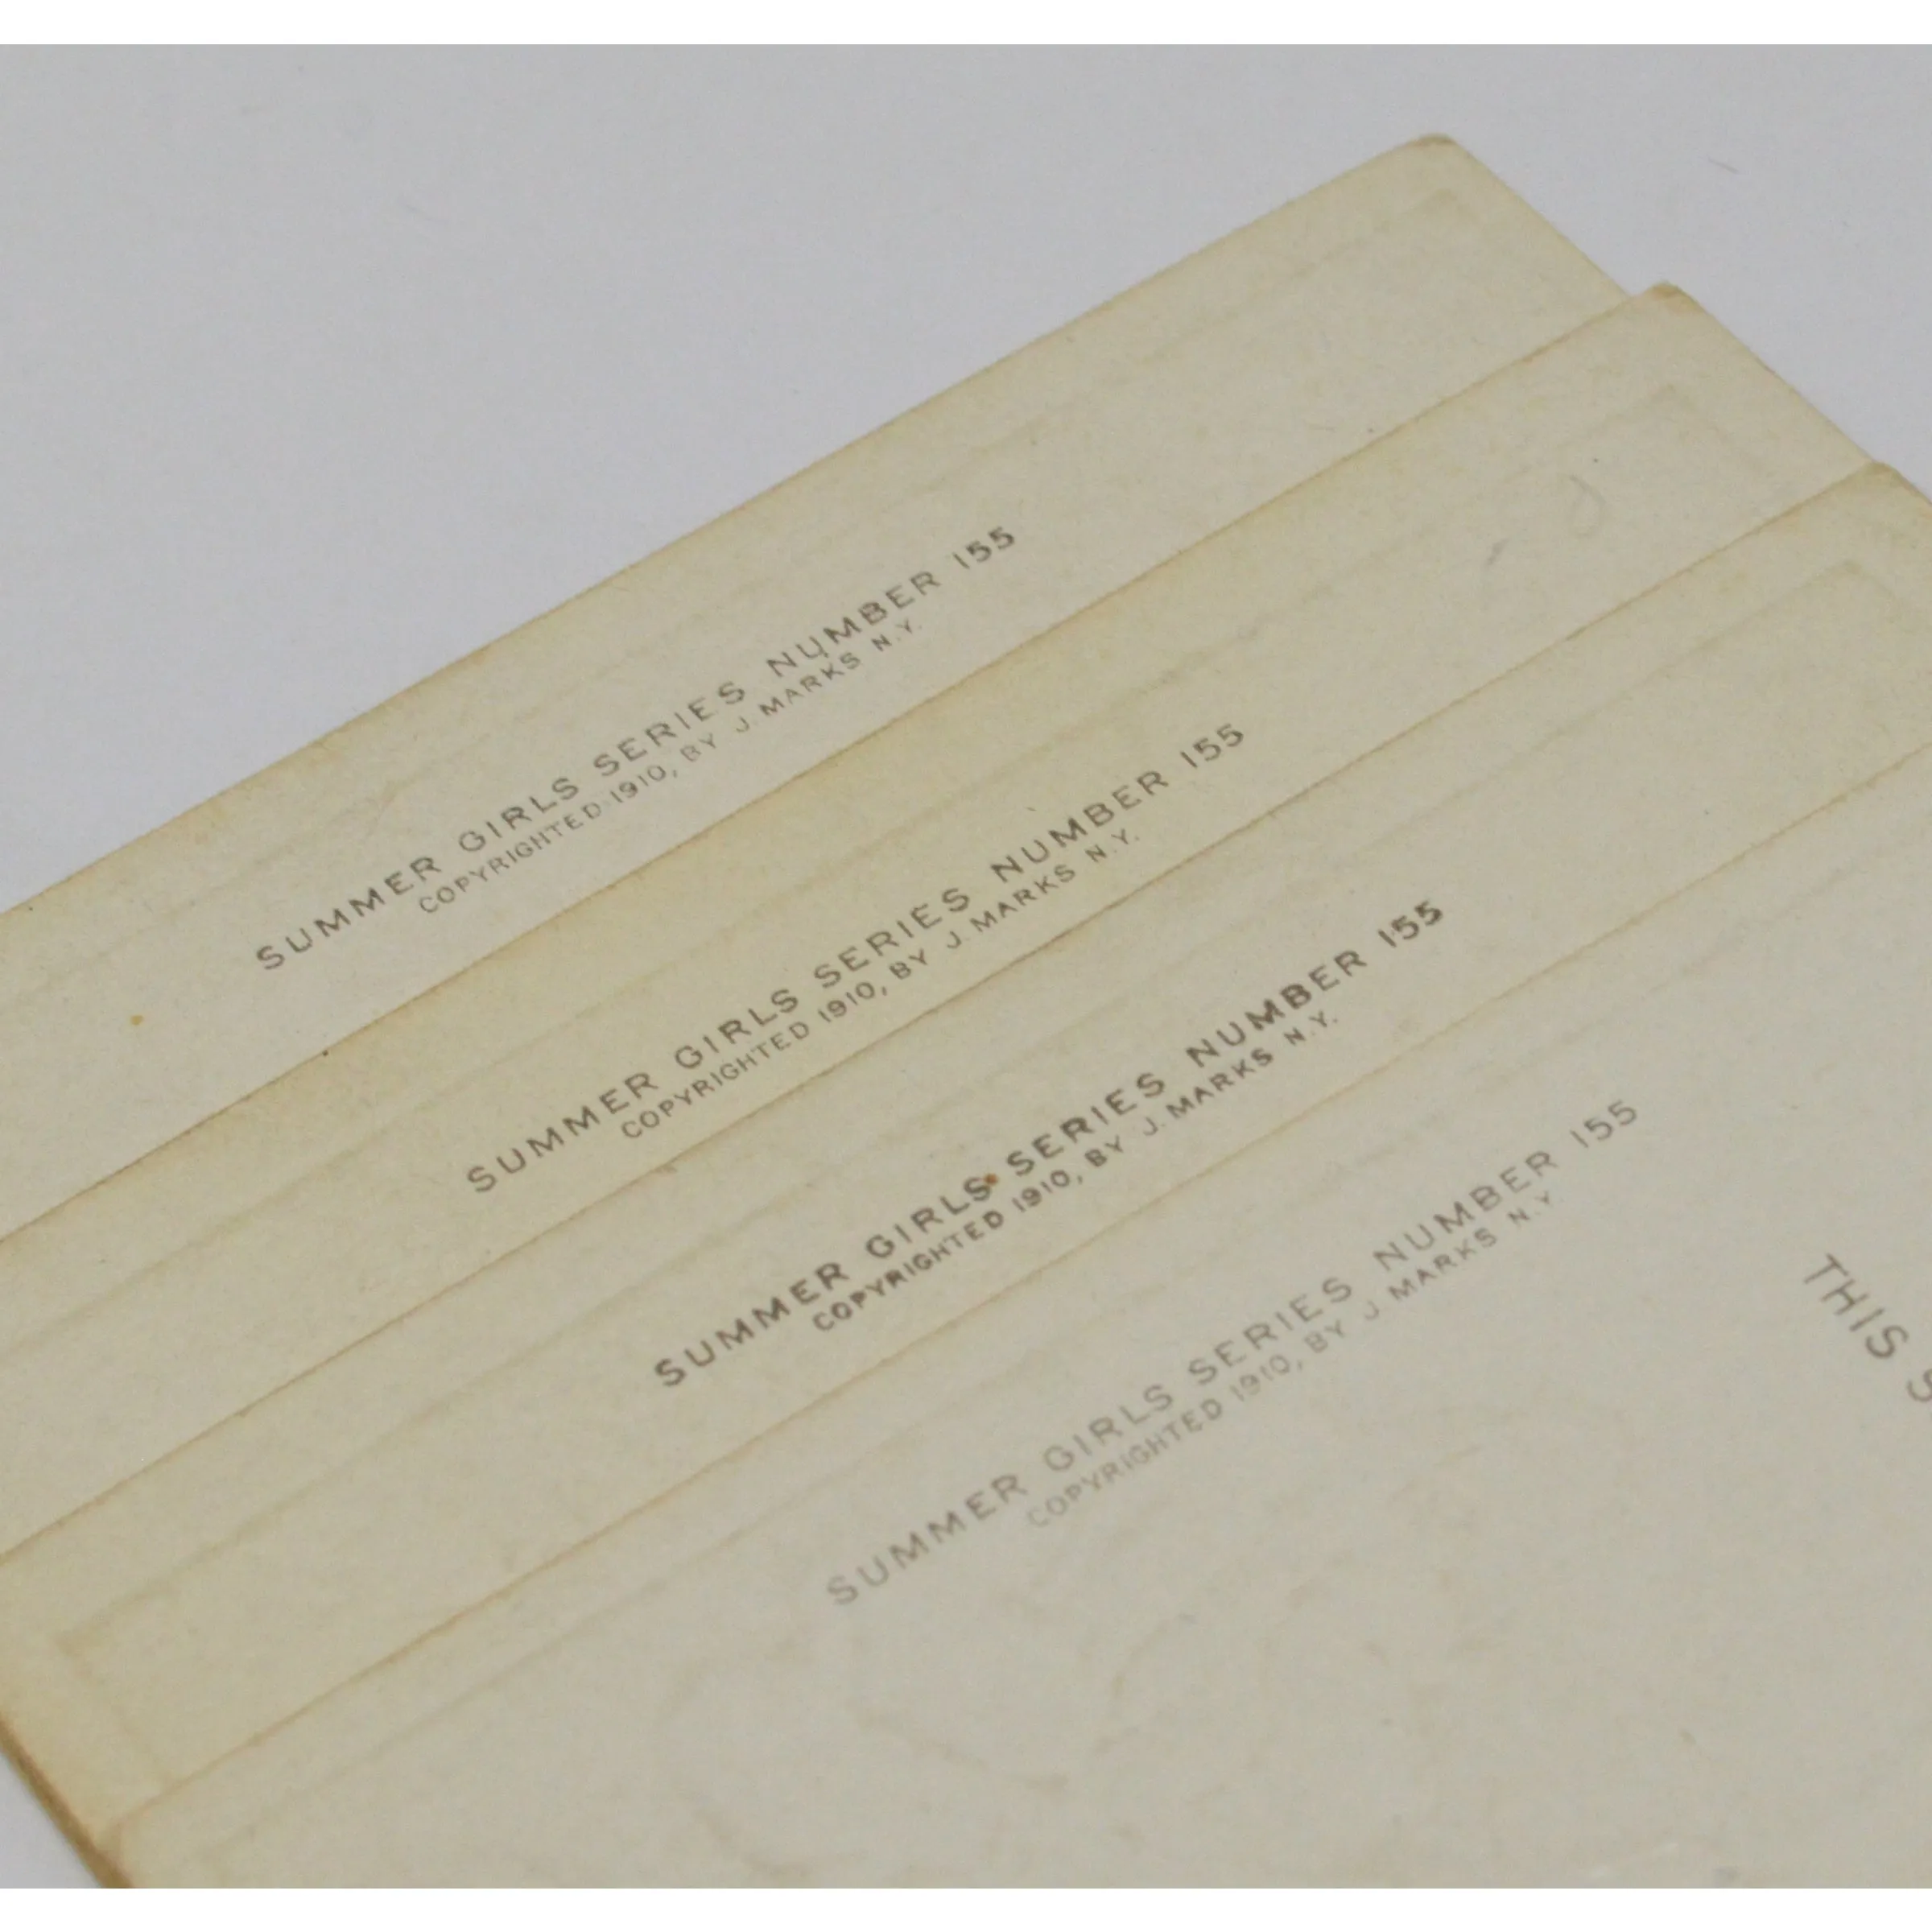 SUMMER GIRLS SERIES NUMBER 155
COPYRIGHTED 1910, BY J. MARKS N.Y.
SUMMER GIRLS SERIES NUMBER 155
COPYRIGHTED 1910, BY J. MARKS N.Y.
SUMMER GIRLS SERIES NUMBER 155
COPYRIGHTED 1910, BY J. MARKS N.Y.
SUMMER GIRLS SERIES NUMBER 155
COPYRIGHTED 1910, BY J. MARKS N.Y
THIS S